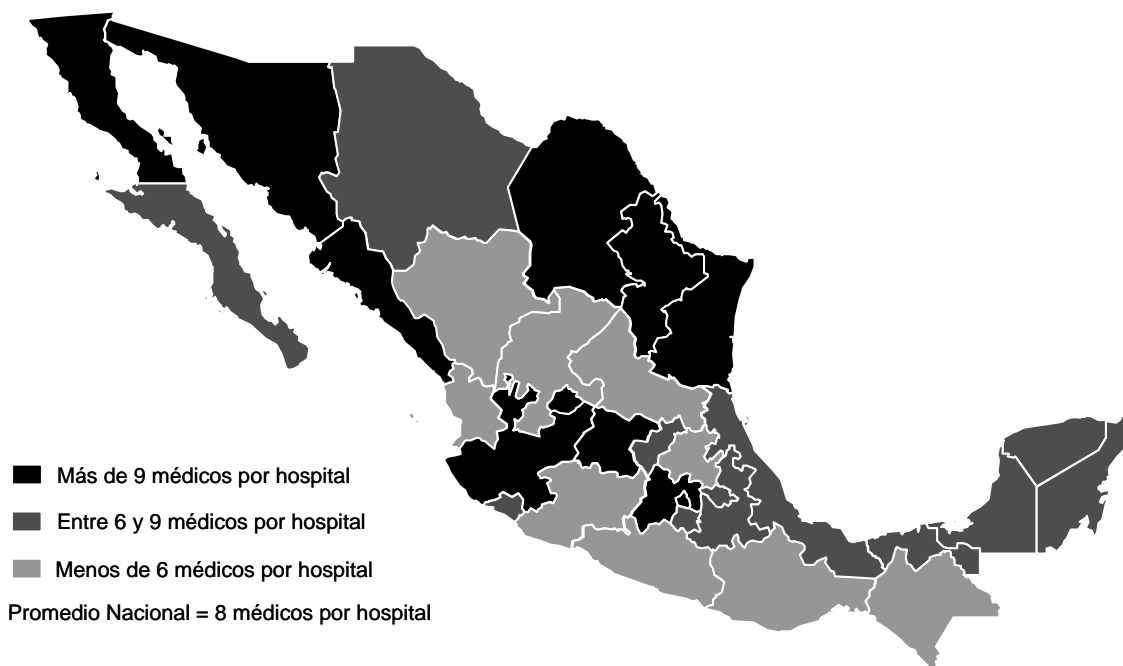 Más de 9 médicos por hospital
Entre 6 y 9 médicos por hospital
Menos de 6 médicos por hospital
Promedio Nacional = 8 médicos por hospital